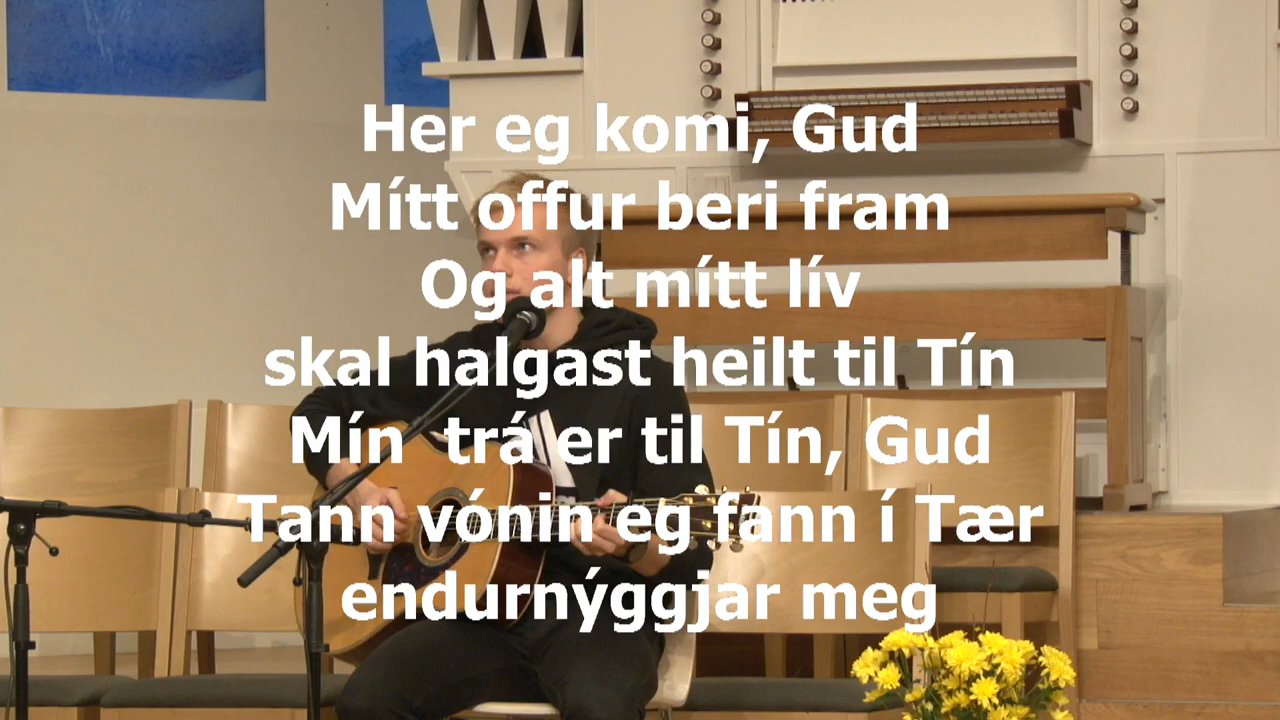 Her eg komi, Gud
Mítt offur beri fram
Og alt mítt lív
skal halgast heilt til Tín
Mín  trá er til Tín, Gud
Tann vónin eg fann í Tær
endurnýggjar meg